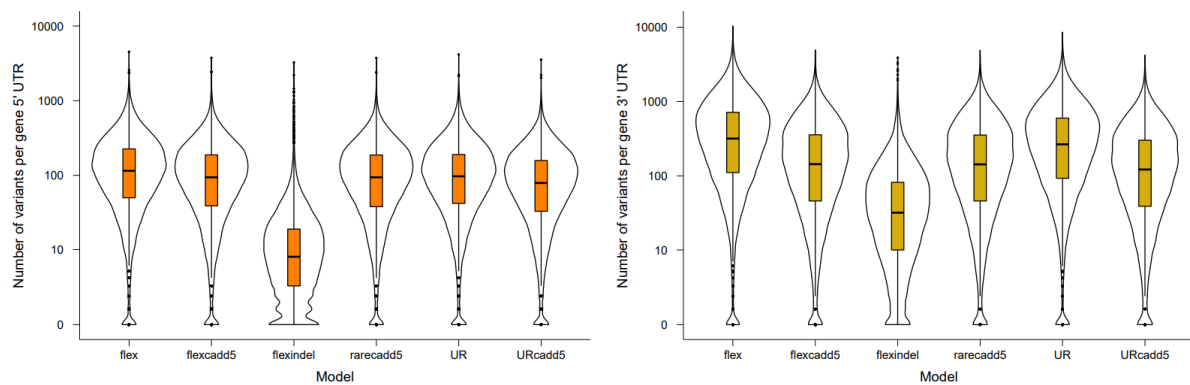 Number of variants per gene 5' UTR
10000
1000
100
10
0
flex flexcadd5 flexindel rarecadd5 UR URcadd5
Model
Number of variants per gene 3' UTR
10000
1000
100
10
0
flex flexcadd5 flexindel rarecadd5 UR URcadd5
Model